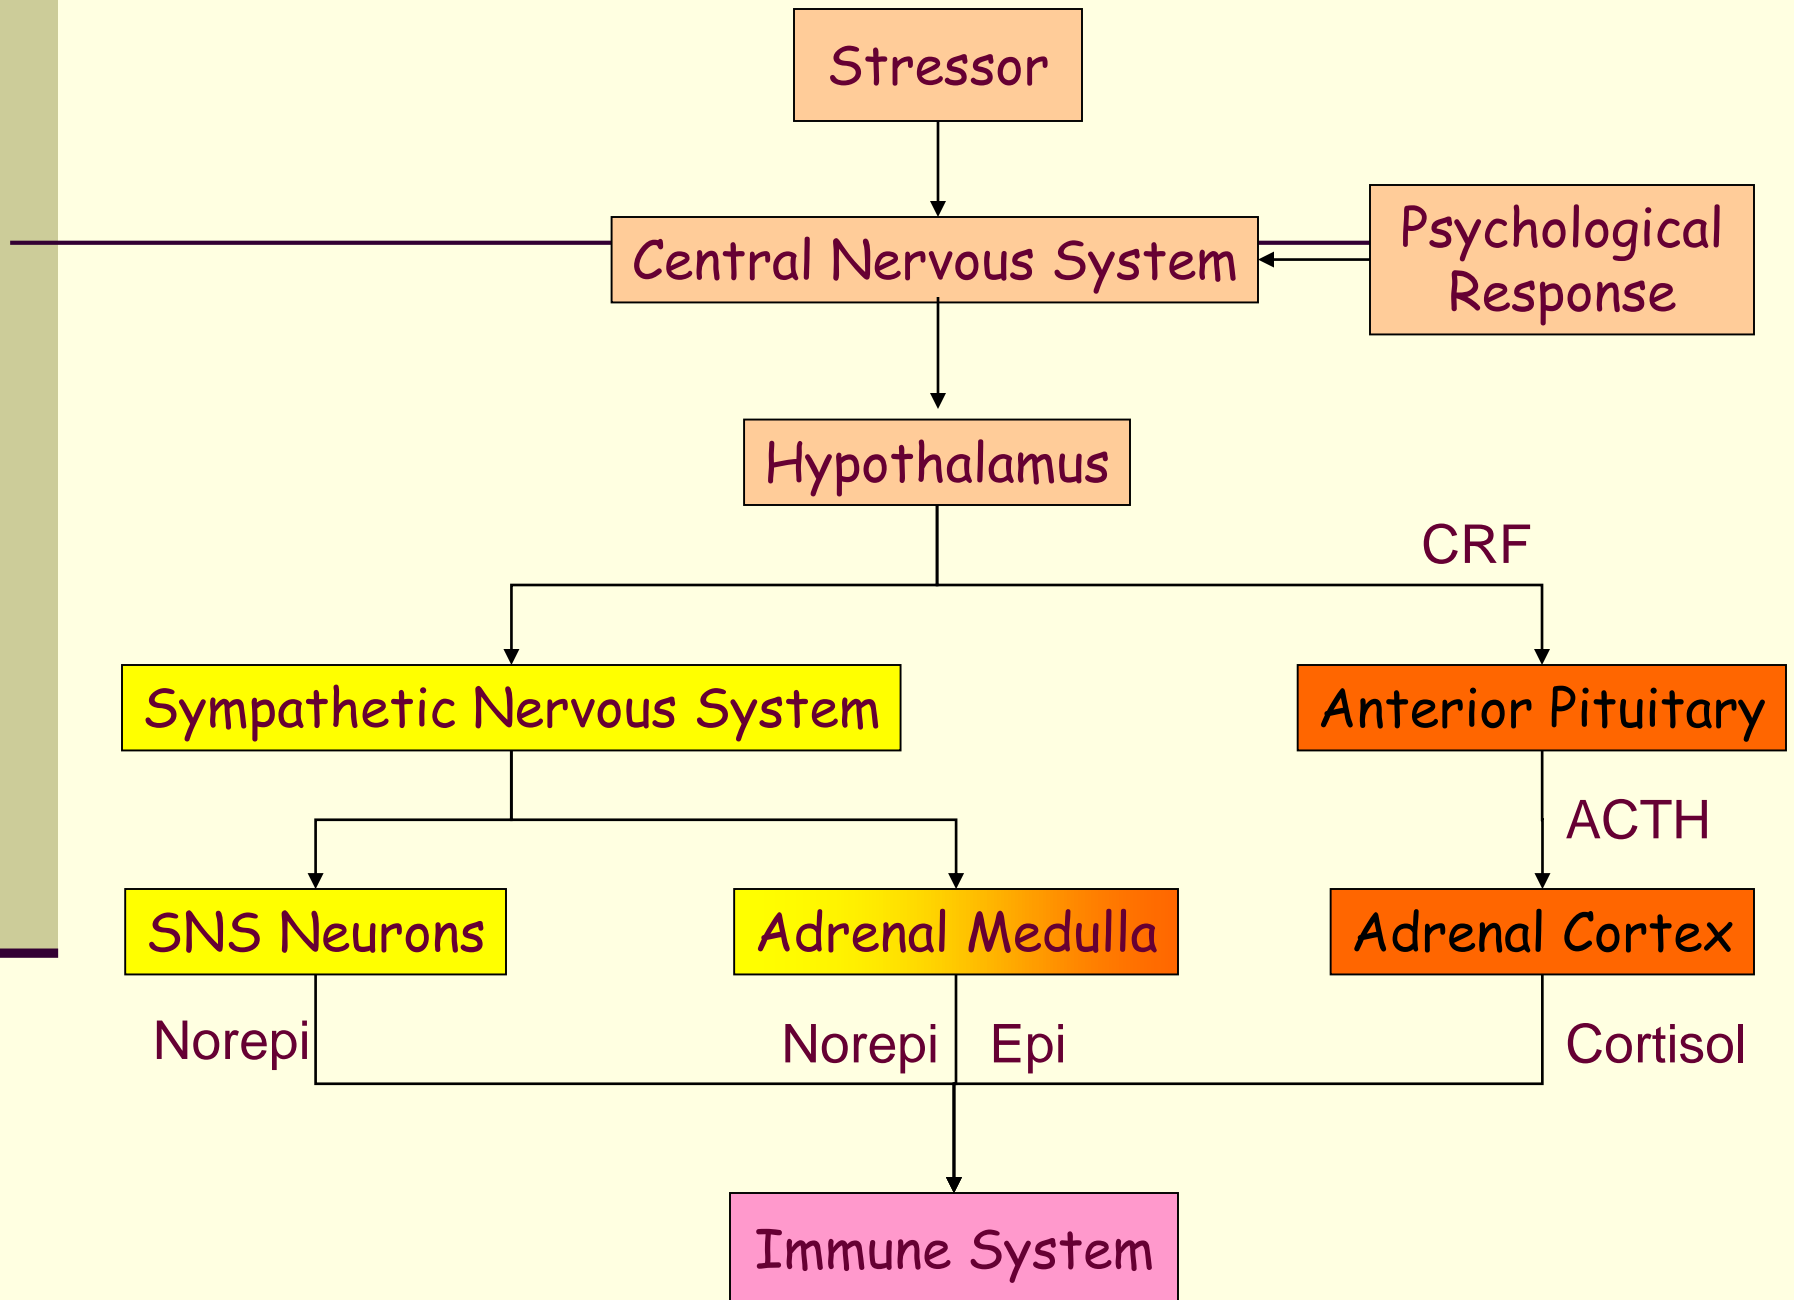 Stressor
Central Nervous System
Psychological
Response
Hypothalamus
CRF
Sympathetic Nervous System
Anterior Pituitary
ACTH
SNS Neurons
Adrenal Medulla
Adrenal Cortex
Norepi
Norepi
Epi
Cortisol
Immune System